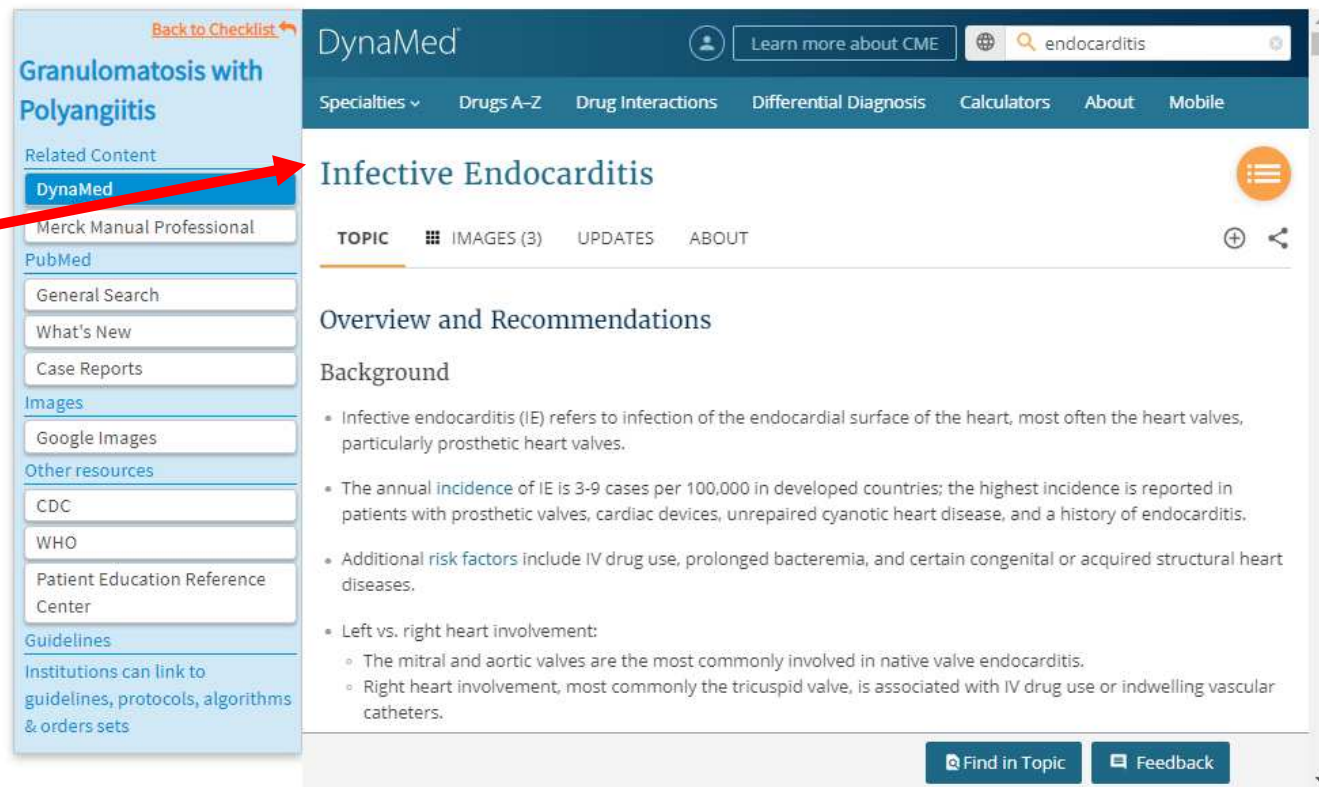 Back to Checklist
Granulomatosis with
Polyangiitis
Related Content
DynaMed
Merck Manual Professional
PubMed
General Search
What's New
Case Reports
Images
Google Images
Other resources
CDC
WHO
Patient Education Reference
Center
Guidelines
Institutions can link to
guidelines, protocols, algorithms
& orders sets
DynaMed
Learn more about CME
endocarditis
Specialties Drugs A–Z Drug Interactions Differential Diagnosis Calculators About Mobile
Infective Endocarditis
TOPIC IMAGES (3) UPDATES ABOUT
Overview and Recommendations
Background
• Infective endocarditis (IE) refers to infection of the endocardial surface of the heart, most often the heart valves,
particularly prosthetic heart valves.
• The annual incidence of IE is 3-9 cases per 100,000 in developed countries; the highest incidence is reported in
patients with prosthetic valves, cardiac devices, unrepaired cyanotic heart disease, and a history of endocarditis.
• Additional risk factors include IV drug use, prolonged bacteremia, and certain congenital or acquired structural heart
diseases.
• Left vs. right heart involvement:
◦ The mitral and aortic valves are the most commonly involved in native valve endocarditis.
◦ Right heart involvement, most commonly the tricuspid valve, is associated with IV drug use or indwelling vascular
catheters.
Find in Topic Feedback